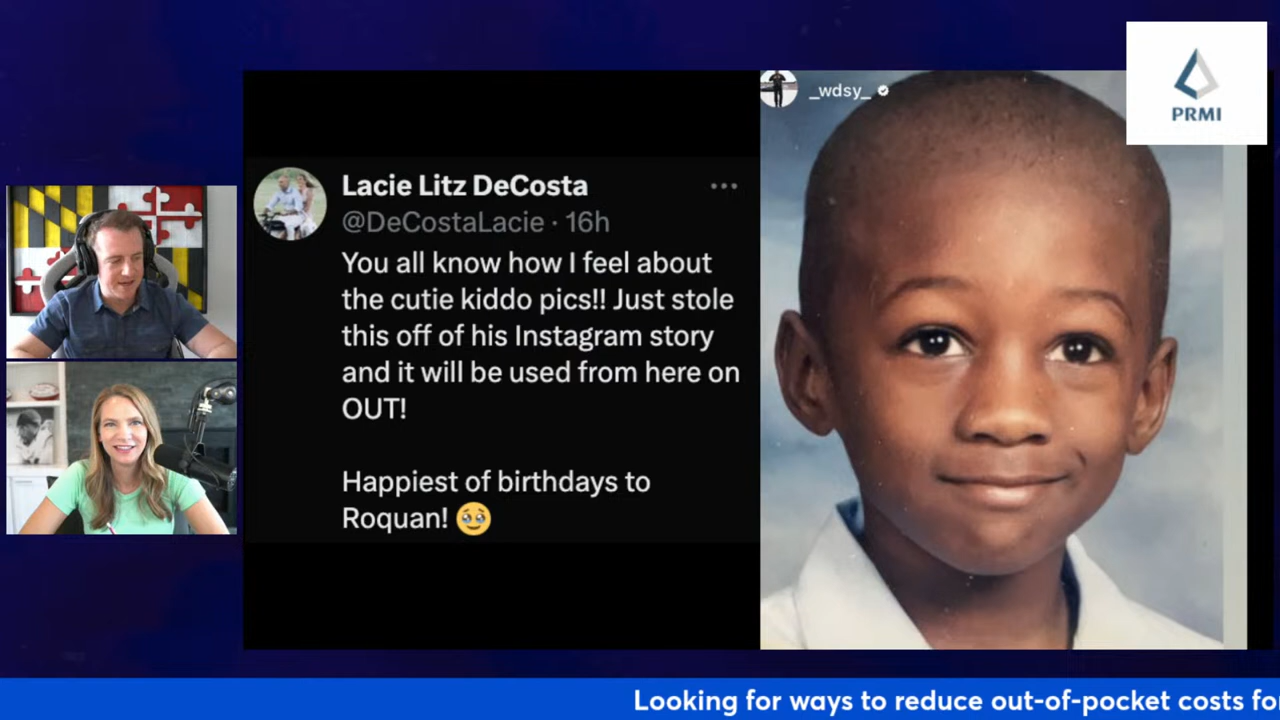 PRMI
_wdsy_
Lacie Litz DeCosta
@DeCostaLacie · 16h
You all know how I feel about
the cutie kiddo pics!! Just stole
this off of his Instagram story
and it will be used from here on
OUT!
Happiest of birthdays to
Roquan! 🥹
Looking for ways to reduce out-of-pocket costs fo